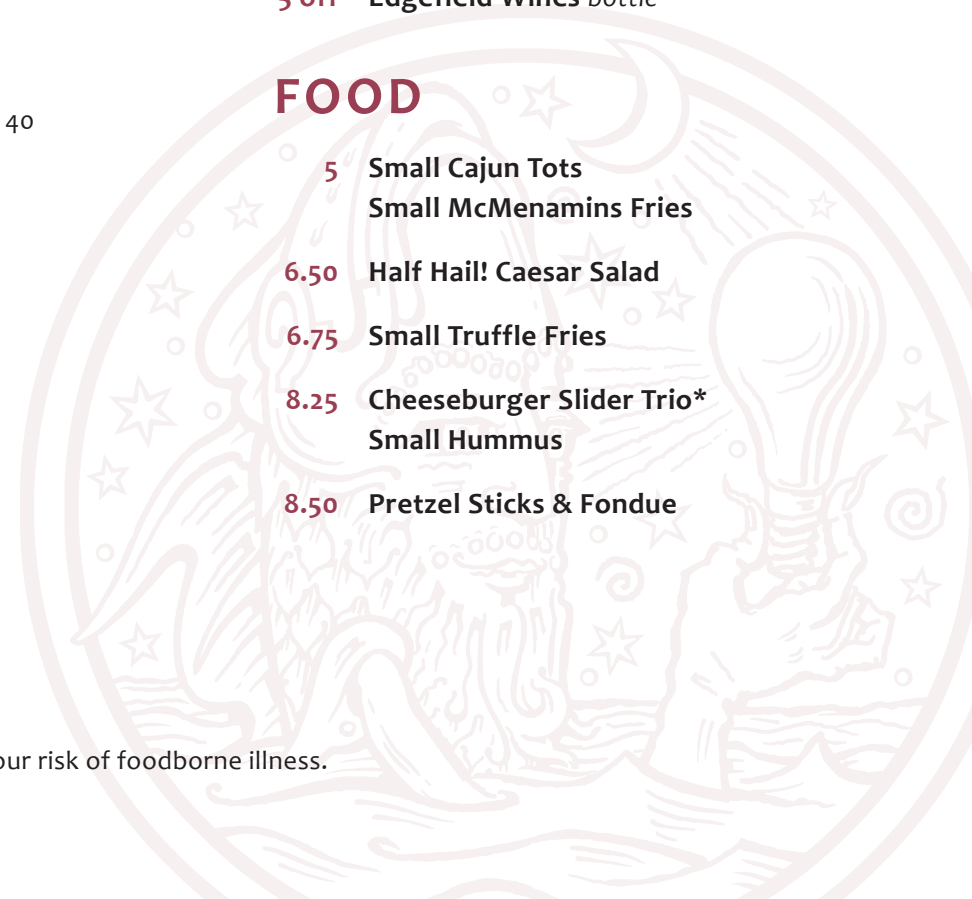 5 off Edgefield Wines bottle
40
FOOD
5 Small Cajun Tots
Small McMenamins Fries
6.50 Half Hail! Caesar Salad
6.75 Small Truffle Fries
8.25 Cheeseburger Slider Trio*
Small Hummus
8.50 Pretzel Sticks & Fondue
our risk of foodborne illness.